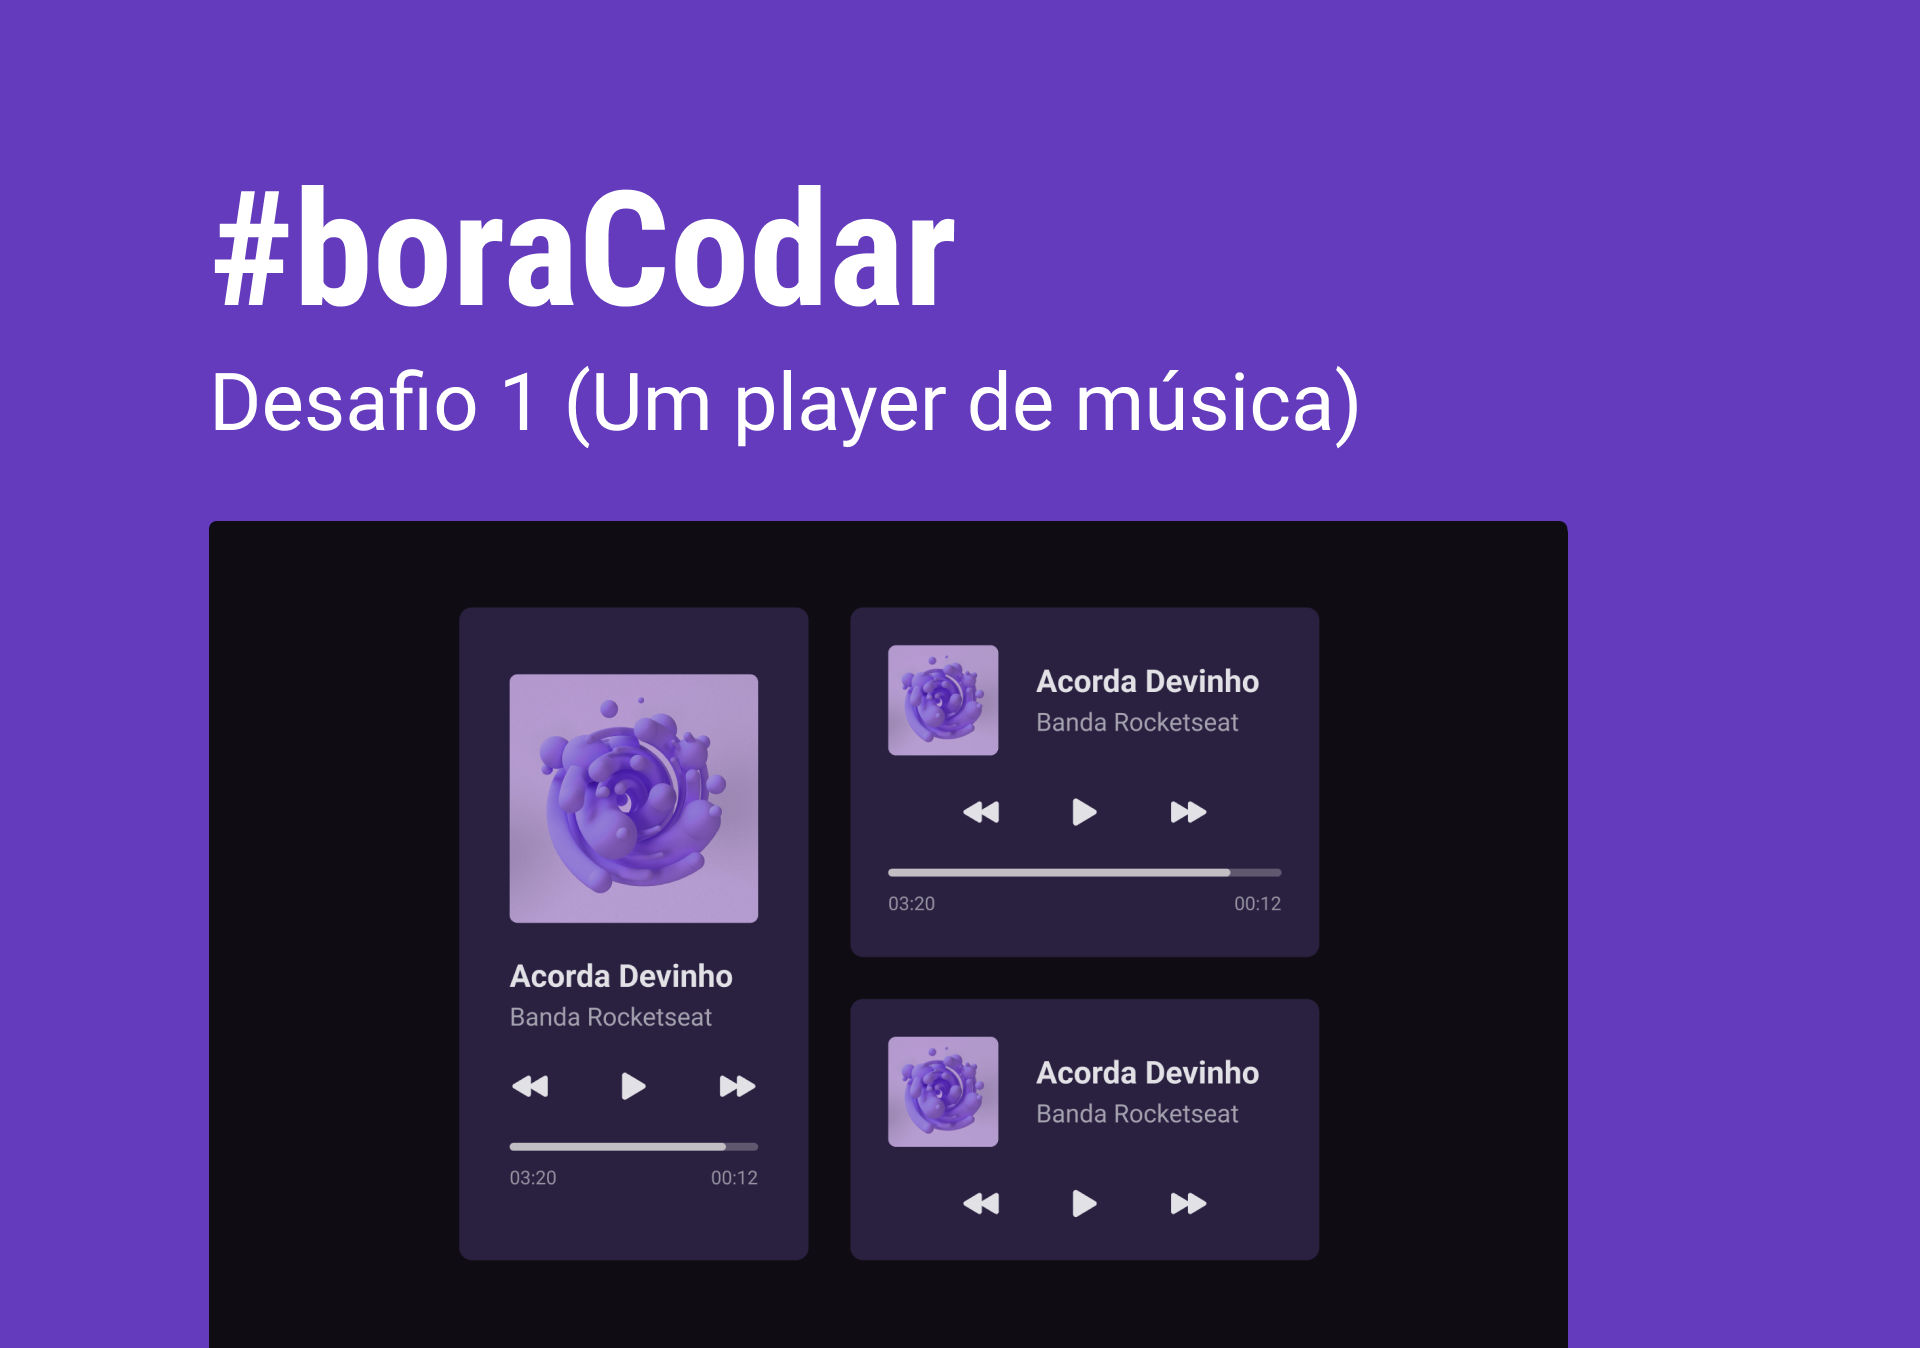 #boraCodar
Desafio 1 (Um player de música)
Acorda Devinho
Banda Rocketseat
03:20 00:12
Acorda Devinho
Banda Rocketseat
03:20 00:12
Acorda Devinho
Banda Rocketseat